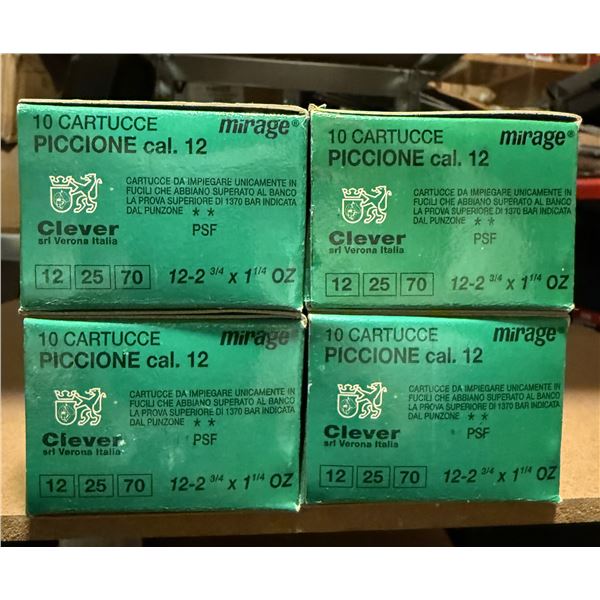 10 CARTUCCE mirage®
PICCIONE cal. 12
CARTUCCE DA IMPIEGARE UNICAMENTE IN
FUCILI CHE ABBIANO SUPERATO AL BANCO
LA PROVA SUPERIORE DI 1370 BAR INDICATA
DAL PUNZONE * *
PSF
Clever
srl Verona Italia
12 25 70 12-2 3/4 x 1 1/4 OZ
10 CARTUCCE mirage®
PICCIONE cal. 12
CARTUCCE DA IMPIEGARE UNICAMENTE IN
FUCILI CHE ABBIANO SUPERATO AL BANCO
LA PROVA SUPERIORE DI 1370 BAR INDICATA
DAL PUNZONE * *
PSF
Clever
srl Verona Italia
12 25 70 12-2 3/4 x 1 1/4 OZ
10 CARTUCCE mirage®
PICCIONE cal. 12
CARTUCCE DA IMPIEGARE UNICAMENTE IN
FUCILI CHE ABBIANO SUPERATO AL BANCO
LA PROVA SUPERIORE DI 1370 BAR INDICATA
DAL PUNZONE * *
PSF
Clever
srl Verona Italia
12 25 70 12-2 3/4 x 1 1/4 OZ
10 CARTUCCE mirage®
PICCIONE cal. 12
CARTUCCE DA IMPIEGARE UNICAMENTE IN
FUCILI CHE ABBIANO SUPERATO AL BANCO
LA PROVA SUPERIORE DI 1370 BAR INDICATA
DAL PUNZONE * *
PSF
Clever
srl Verona Italia
12 25 70 12-2 3/4 x 1 1/4 OZ